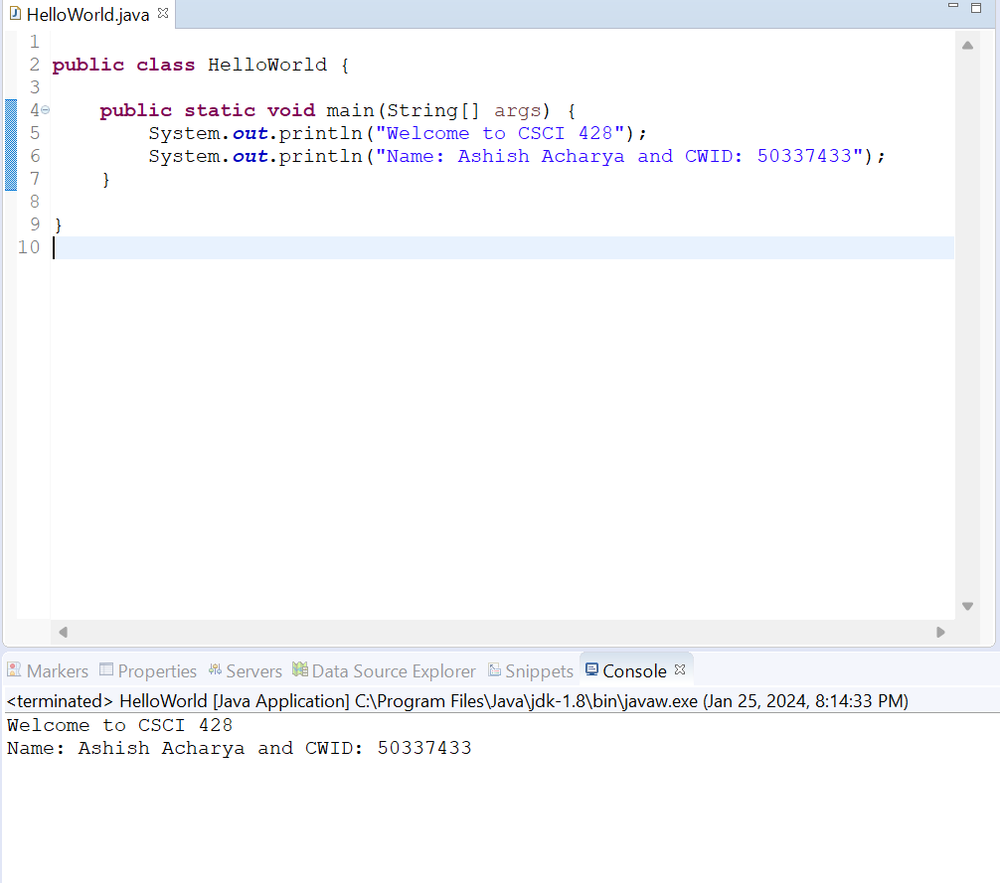 HelloWorld.java
1
2 public class HelloWorld {
3
4 public static void main(String[] args) {
5 System.out.println("Welcome to CSCI 428");
6 System.out.println("Name: Ashish Acharya and CWID: 50337433");
7 }
8
9 }
10
Markers Properties Servers Data Source Explorer Snippets Console
<terminated> HelloWorld [Java Application] C:\Program Files\Java\jdk-1.8\bin\javaw.exe (Jan 25, 2024, 8:14:33 PM)
Welcome to CSCI 428
Name: Ashish Acharya and CWID: 50337433